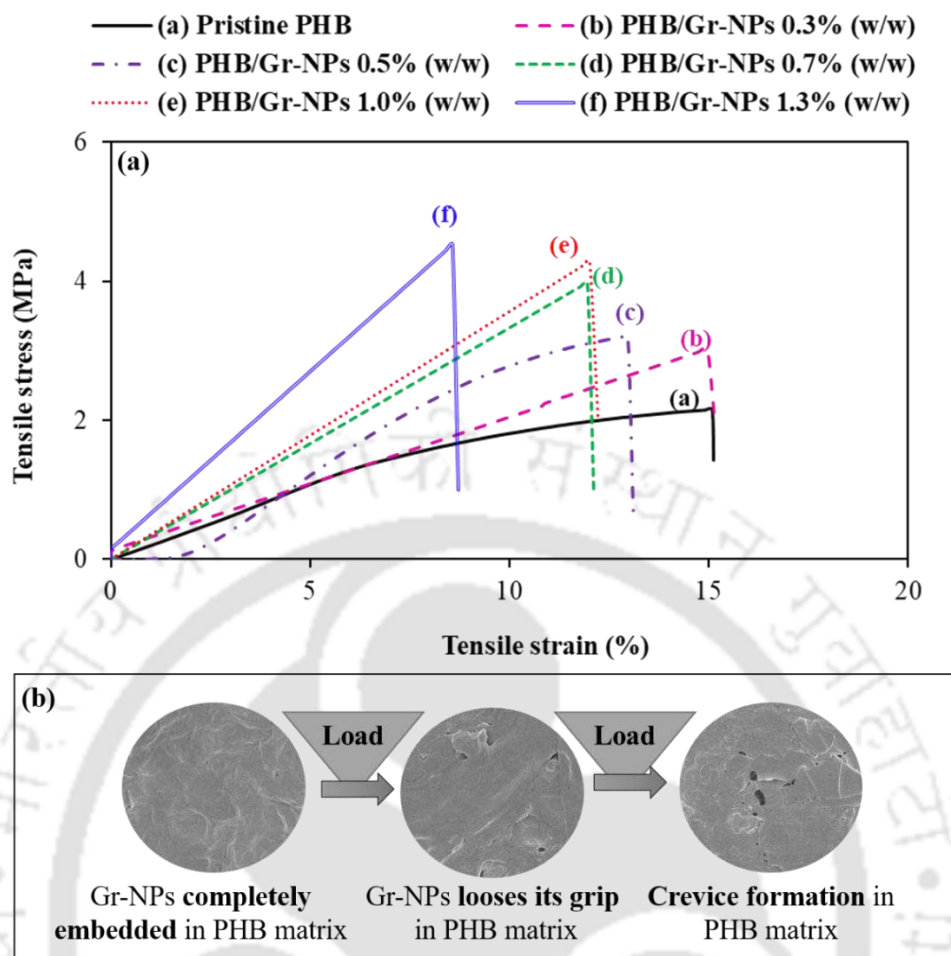 (a) Pristine PHB
(b) PHB/Gr-NPs 0.3% (w/w)
(c) PHB/Gr-NPs 0.5% (w/w)
(d) PHB/Gr-NPs 0.7% (w/w)
(e) PHB/Gr-NPs 1.0% (w/w)
(f) PHB/Gr-NPs 1.3% (w/w)
(a)
6
4
2
0
Tensile stress (MPa)
(f)
(e)
(d)
(c)
(b)
(a)
0 5 10 15 20
Tensile strain (%)
(b)
Load
Load
Gr-NPs completely
embedded in PHB matrix
Gr-NPs looses its grip
in PHB matrix
Crevice formation in
PHB matrix